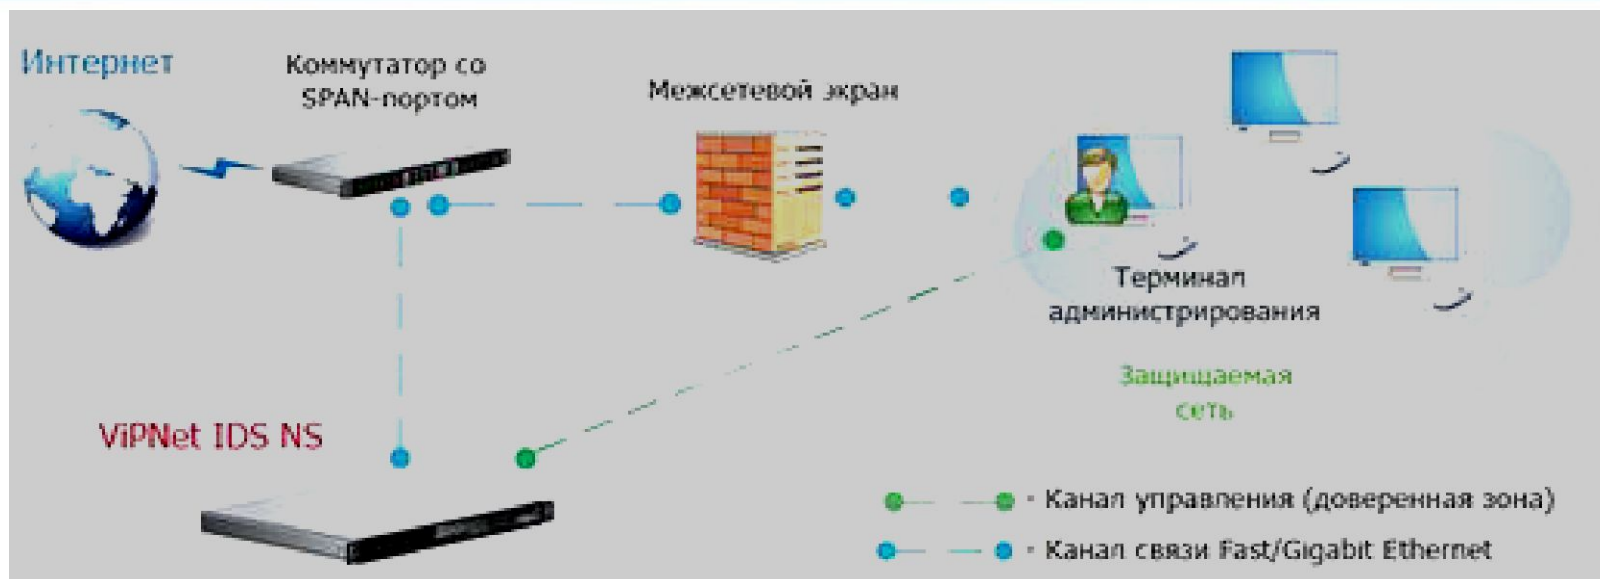 Интернет
Коммутатор со
SPAN-портом
Межсетевой экран
Терминал
администрирования
Защищаемая
сеть
ViPNet IDS NS
- Канал управления (доверенная зона)
- Канал связи Fast/Gigabit Ethernet